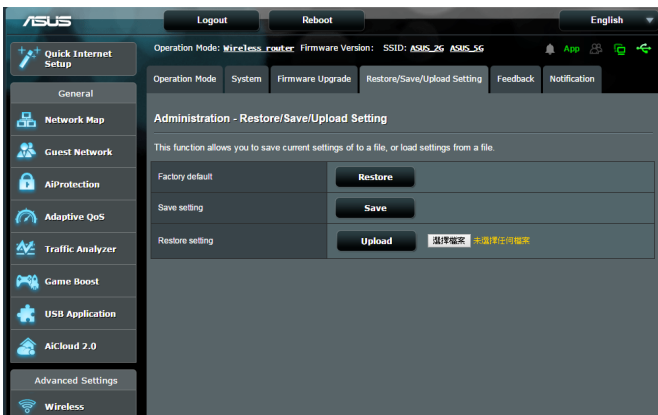 ASUS
Logout
Reboot
English
Quick Internet
Setup
Operation Mode: Wireless router Firmware Version: SSID: ASUS_2G ASUS_5G
App
Operation Mode
System
Firmware Upgrade
Restore/Save/Upload Setting
Feedback
Notification
General
Network Map
Guest Network
AiProtection
Adaptive QoS
Traffic Analyzer
Game Boost
USB Application
AiCloud 2.0
Advanced Settings
Wireless
Administration - Restore/Save/Upload Setting
This function allows you to save current settings of to a file, or load settings from a file.
Factory default
Restore
Save setting
Save
Restore setting
Upload
選擇檔案 未選擇任何檔案